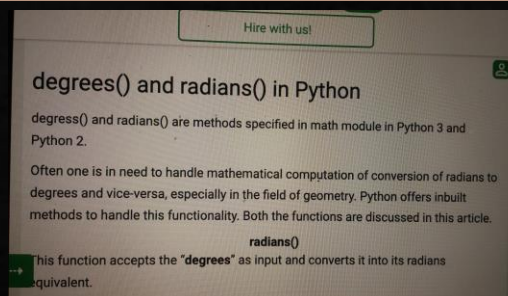 Hire with us!
degrees() and radians() in Python
degress() and radians() are methods specified in math module in Python 3 and
Python 2.
Often one is in need to handle mathematical computation of conversion of radians to
degrees and vice-versa, especially in the field of geometry. Python offers inbuilt
methods to handle this functionality. Both the functions are discussed in this article.
radians()
This function accepts the "degrees" as input and converts it into its radians
equivalent.